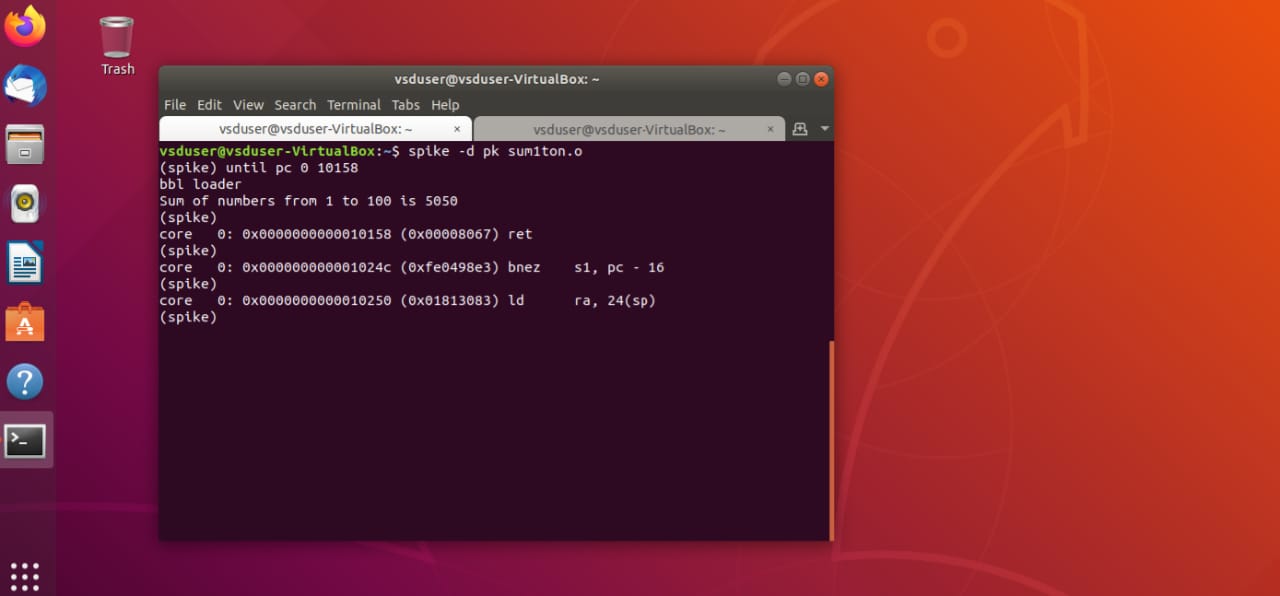 Trash
vsduser@vsduser-VirtualBox: ~
File Edit View Search Terminal Tabs Help
vsduser@vsduser-VirtualBox: ~ × vsduser@vsduser-VirtualBox: ~ ×
vsduser@vsduser-VirtualBox:~$ spike -d pk sum1ton.o
(spike) until pc 0 10158
bbl loader
Sum of numbers from 1 to 100 is 5050
(spike)
core   0: 0x0000000000010158 (0x00008067) ret
(spike)
core   0: 0x000000000001024c (0xfe0498e3) bnez    s1, pc - 16
(spike)
core   0: 0x0000000000010250 (0x01813083) ld      ra, 24(sp)
(spike)